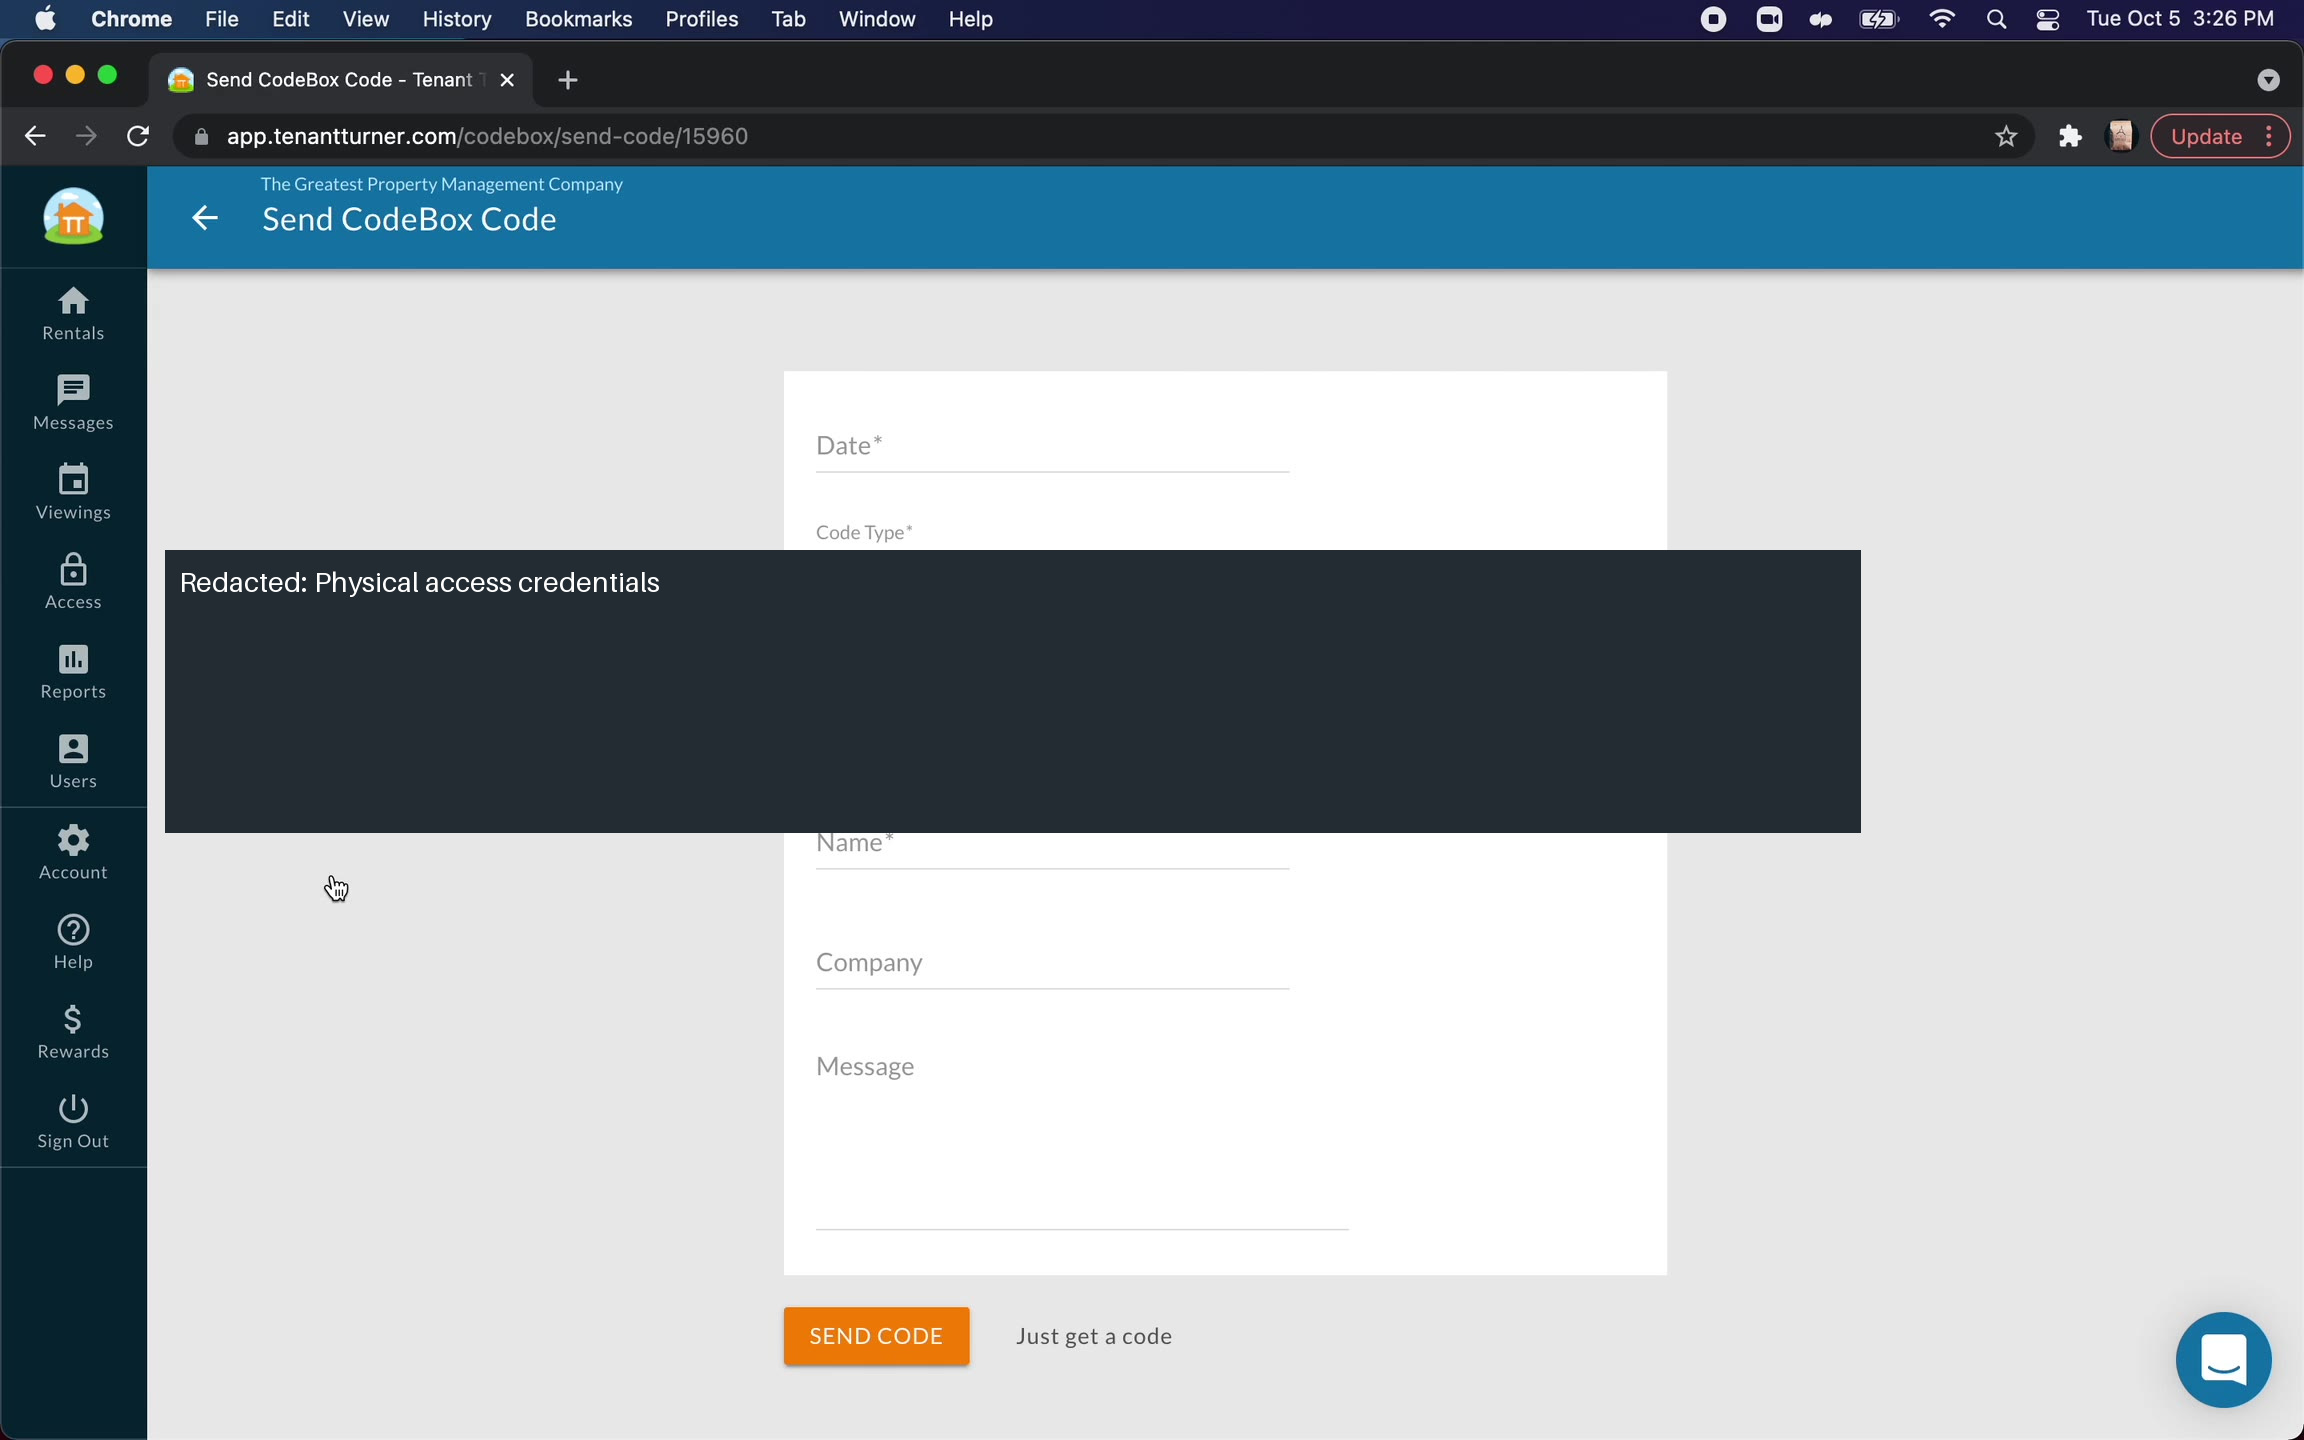 Chrome File Edit View History Bookmarks Profiles Tab Window Help Tue Oct 5 3:26 PM
Send CodeBox Code - Tenant
app.tenantturner.com/codebox/send-code/15960 Update
The Greatest Property Management Company
Send CodeBox Code
Rentals
Messages
Viewings
Access
Reports
Users
Account
Help
Rewards
Sign Out
Date*
Code Type*
Redacted: Physical access credentials
Name*
Company
Message
SEND CODE Just get a code